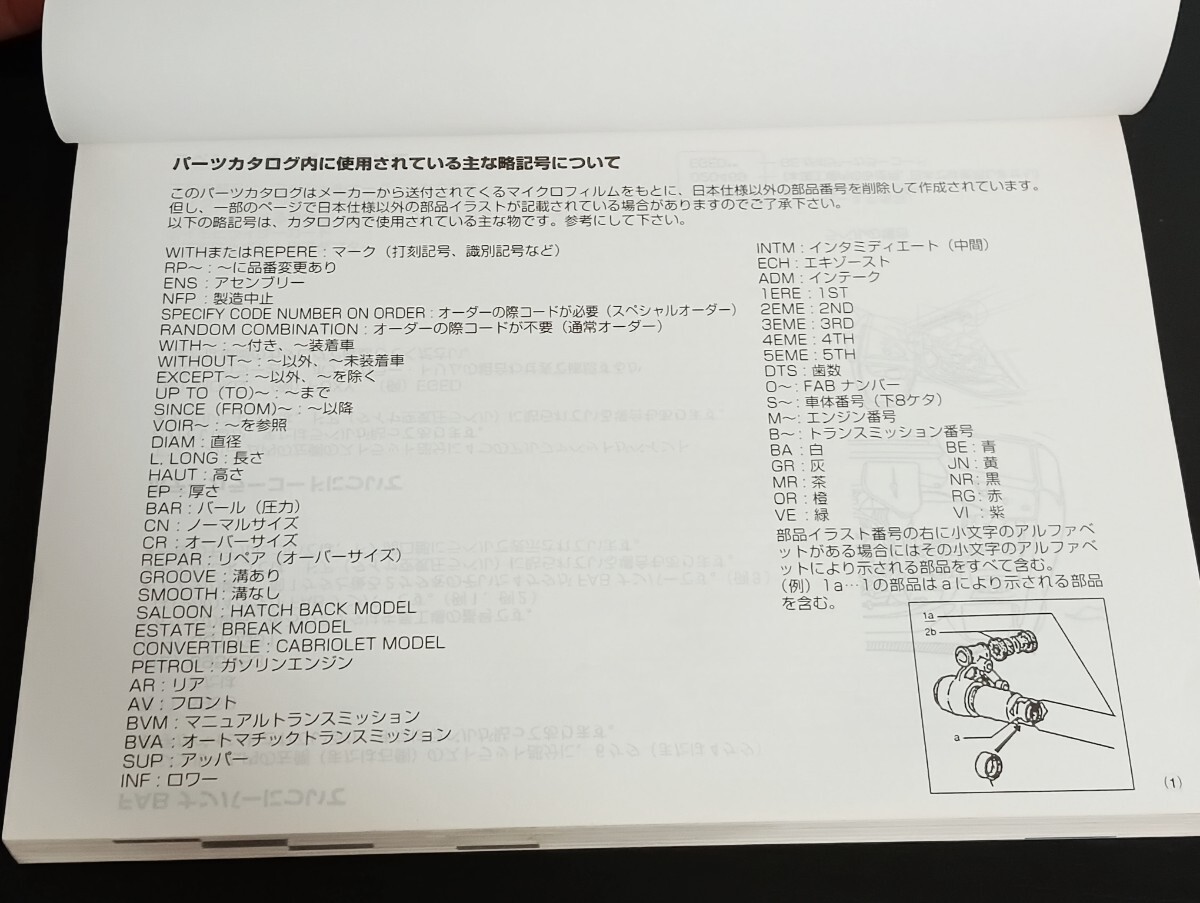 パーツカタログ内に使用されている主な略記号について
このパーツカタログはメーカーから送付されてくるマイクロフィルムをもとに、日本仕様以外の部品番号を削除して作成されています。
但し、一部のページで日本仕様以外の部品イラストが記載されている場合がありますのでご了承下さい。
以下の略記号は、カタログ内で使用されている主な物です。参考にして下さい。
WITHまたはREPERE：マーク（打刻記号、識別記号など）
RP～：～に品番変更あり
ENS：アセンブリー
NFP：製造中止
SPECIFY CODE NUMBER ON ORDER：オーダーの際コードが必要（スペシャルオーダー）
RANDOM COMBINATION：オーダーの際コードが不要（通常オーダー）
WITH～：～付き、～装着車
WITHOUT～：～以外、～未装着車
EXCEPT～：～以外、～を除く
UP TO (TO)～：～まで
SINCE (FROM)～：～以降
VOIR～：～を参照
DIAM：直径
L, LONG：長さ
HAUT：高さ
EP：厚さ
BAR：バール（圧力）
CN：ノーマルサイズ
CR：オーバーサイズ
REPAR：リペア（オーバーサイズ）
GROOVE：溝あり
SMOOTH：溝なし
SALOON：HATCH BACK MODEL
ESTATE：BREAK MODEL
CONVERTIBLE：CABRIOLET MODEL
PETROL：ガソリンエンジン
AR：リア
AV：フロント
BVM：マニュアルトランスミッション
BVA：オートマチックトランスミッション
SUP：アッパー
INF：ロワー
INTM：インタミディエート（中間）
ECH：エキゾースト
ADM：インテーク
1ERE：1ST
2EME：2ND
3EME：3RD
4EME：4TH
5EME：5TH
DTS：歯数
O～：FAB ナンバー
S～：車体番号（下8ケタ）
M～：エンジン番号
B～：トランスミッション番号
BA：白 BE：青
GR：灰 JN：黄
MR：茶 NR：黒
OR：橙 RG：赤
VE：緑 VI：紫
部品イラスト番号の右に小文字のアルファベ
ットがある場合にはその小文字のアルファベ
ットにより示される部品をすべて含む。
（例）1a…1の部品はaにより示される部品
を含む。
1a
2b
a
(1)